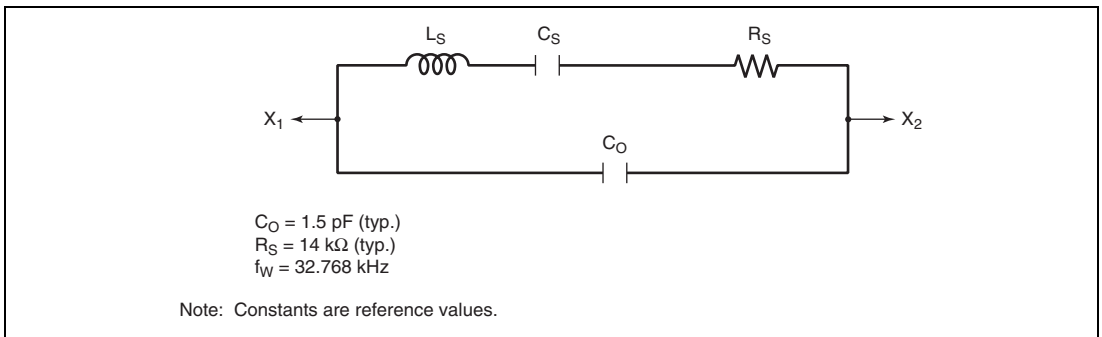 L_S C_S R_S
X_1 X_2
C_O
C_O = 1.5 pF (typ.)
R_S = 14 kΩ (typ.)
f_W = 32.768 kHz
Note: Constants are reference values.